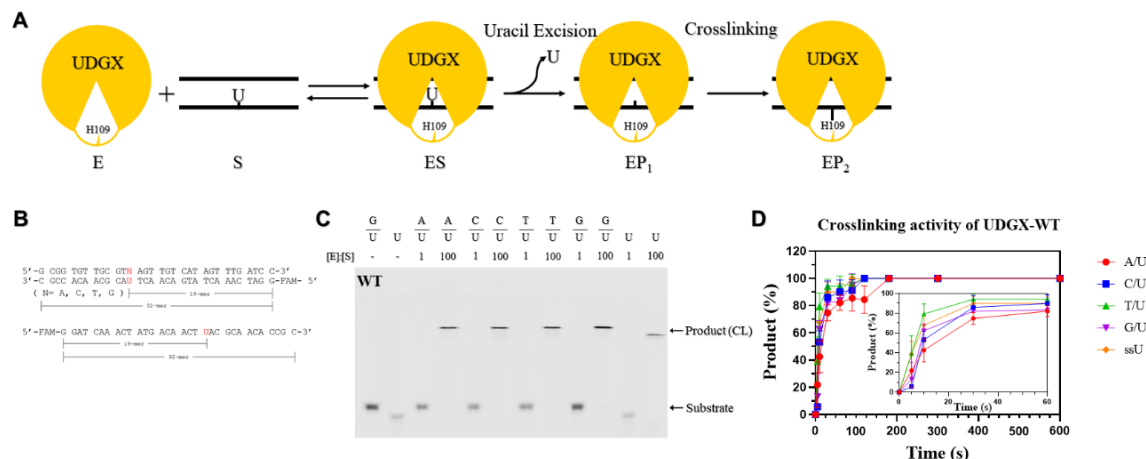 A
Uracil Excision
Crosslinking
UDGX
UDGX
U
UDGX
UDGX
+
U
U
H109
H109
H109
H109
E
S
ES
EP1
EP2
B
5'-G CGG TGT TGC GTN AGT TGT CAT AGT TTG ATC C-3'
3'-C GCC ACA ACG CAU TCA ACA GTA TCA AAC TAG G-FAM- 5'
( N= A, C, T, G )
19-mer
32-mer
5'-FAM-G GAT CAA ACT ATG ACA ACT UAC GCA ACA CCG C-3'
19-mer
32-mer
C
G A A C C T T G G
U U U U U U U U U U U U
[E]:[S] - - 1 100 1 100 1 100 1 100 1 100
WT
Product (CL)
Substrate
D
Crosslinking activity of UDGX-WT
Product (%)
120
100
80
60
40
20
0
0 100 200 300 400 500 600
Time (s)
Product (%)
100
80
60
40
20
0
0 20 40 60
Time (s)
A/U
C/U
T/U
G/U
ssU